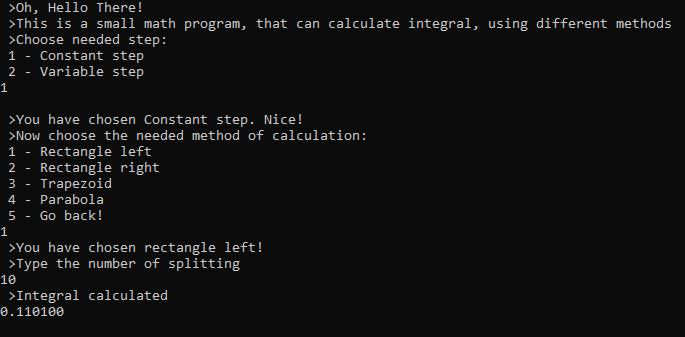 >Oh, Hello There!
>This is a small math program, that can calculate integral, using different methods
>Choose needed step:
1 - Constant step
2 - Variable step
1
>You have chosen Constant step. Nice!
>Now choose the needed method of calculation:
1 - Rectangle left
2 - Rectangle right
3 - Trapezoid
4 - Parabola
5 - Go back!
1
>You have chosen rectangle left!
>Type the number of splitting
10
>Integral calculated
0.110100